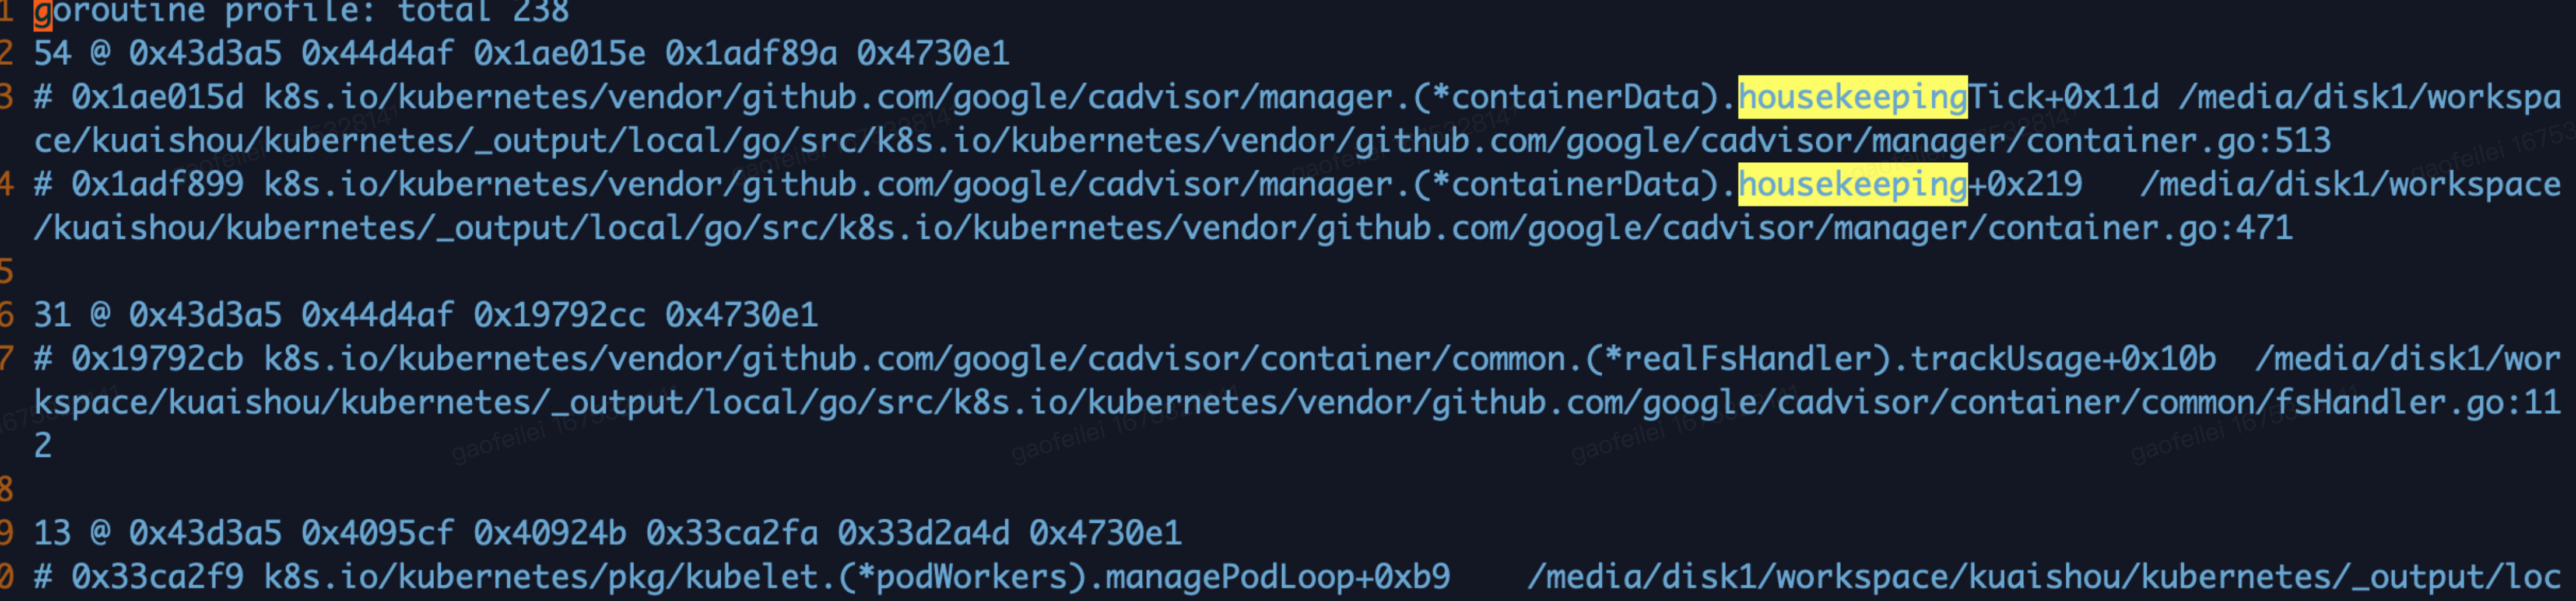 1 goroutine profile: total 238
2 54 @ 0x43d3a5 0x44d4af 0x1ae015e 0x1adf89a 0x4730e1
3 # 0x1ae015d k8s.io/kubernetes/vendor/github.com/google/cadvisor/manager.(*containerData).housekeepingTick+0x11d /media/disk1/workspa
ce/kuaishou/kubernetes/_output/local/go/src/k8s.io/kubernetes/vendor/github.com/google/cadvisor/manager/container.go:513
4 # 0x1adf899 k8s.io/kubernetes/vendor/github.com/google/cadvisor/manager.(*containerData).housekeeping+0x219 /media/disk1/workspace
/kuaishou/kubernetes/_output/local/go/src/k8s.io/kubernetes/vendor/github.com/google/cadvisor/manager/container.go:471
5
6 31 @ 0x43d3a5 0x44d4af 0x19792cc 0x4730e1
7 # 0x19792cb k8s.io/kubernetes/vendor/github.com/google/cadvisor/container/common.(*realFsHandler).trackUsage+0x10b /media/disk1/wor
kspace/kuaishou/kubernetes/_output/local/go/src/k8s.io/kubernetes/vendor/github.com/google/cadvisor/container/common/fsHandler.go:11
2
8
9 13 @ 0x43d3a5 0x4095cf 0x40924b 0x33ca2fa 0x33d2a4d 0x4730e1
0 # 0x33ca2f9 k8s.io/kubernetes/pkg/kubelet.(*podWorkers).managePodLoop+0xb9 /media/disk1/workspace/kuaishou/kubernetes/_output/loc